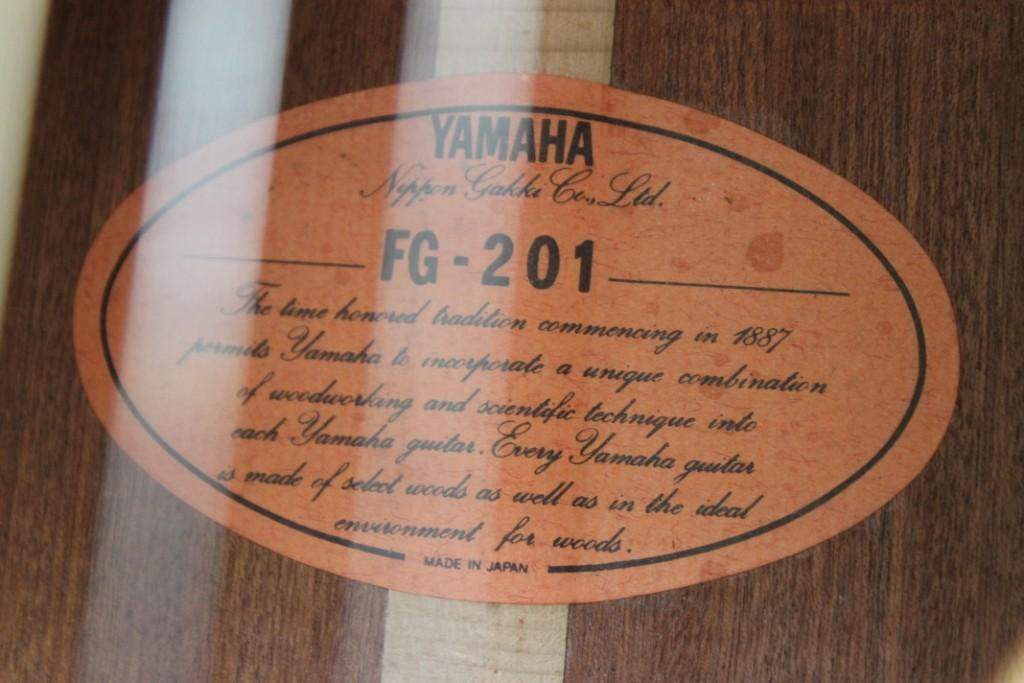 YAMAHA
Nippon Gakki Co., Ltd.
FG-201
The time honored tradition commencing in 1887
permits Yamaha to incorporate a unique combination
of woodworking and scientific technique into
each Yamaha guitar. Every Yamaha guitar
is made of select woods as well as in the ideal
environment for woods.
MADE IN JAPAN